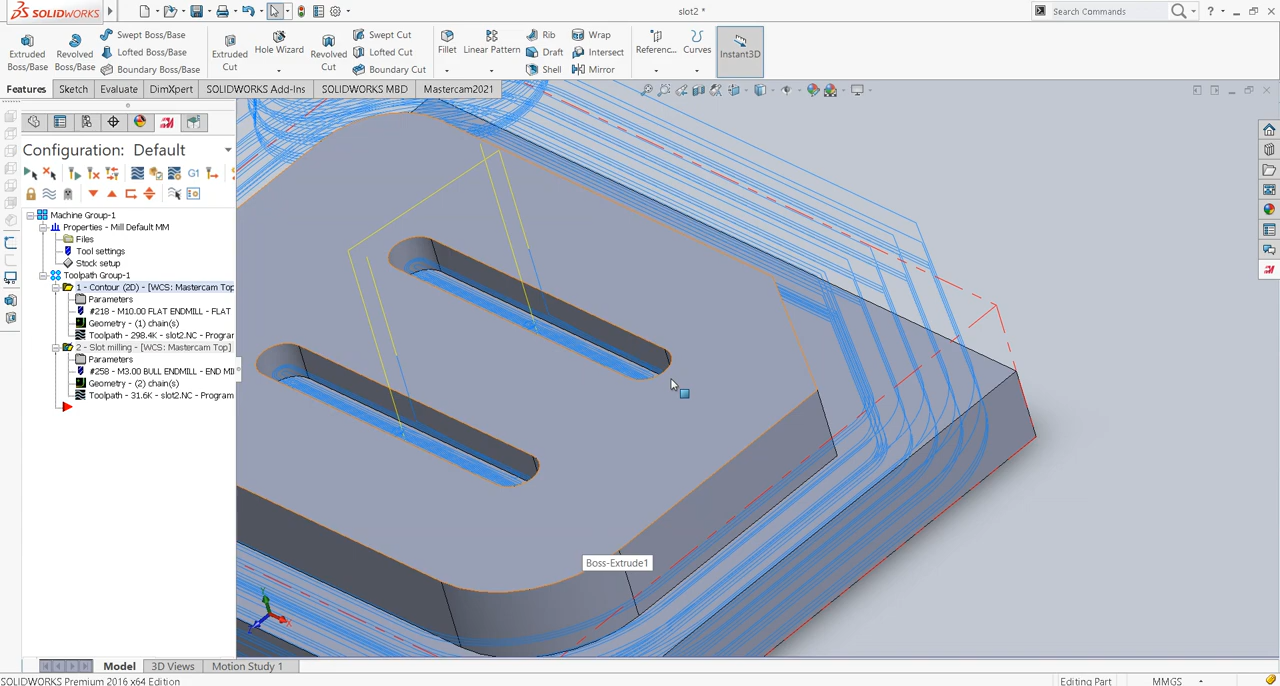 SOLIDWORKS
slot2 *
Search Commands
Extruded Boss/Base
Revolved Boss/Base
Swept Boss/Base
Lofted Boss/Base
Boundary Boss/Base
Extruded Cut
Hole Wizard
Revolved Cut
Swept Cut
Lofted Cut
Boundary Cut
Fillet
Linear Pattern
Rib
Draft
Shell
Wrap
Intersect
Mirror
Referenc...
Curves
Instant3D
Features
Sketch
Evaluate
DimXpert
SOLIDWORKS Add-Ins
SOLIDWORKS MBD
Mastercam2021
Configuration: Default
G1
Machine Group-1
Properties - Mill Default MM
Files
Tool settings
Stock setup
Toolpath Group-1
1 - Contour (2D) - [WCS: Mastercam Top
Parameters
#218 - M10.00 FLAT ENDMILL - FLAT
Geometry - (1) chain(s)
Toolpath - 298.4K - slot2.NC - Program
2 - Slot milling - [WCS: Mastercam Top]
Parameters
#258 - M3.00 BULL ENDMILL - END MI
Geometry - (2) chain(s)
Toolpath - 31.6K - slot2.NC - Program
Boss-Extrude1
Model
3D Views
Motion Study 1
SOLIDWORKS Premium 2016 x64 Edition
Editing Part
MMGS